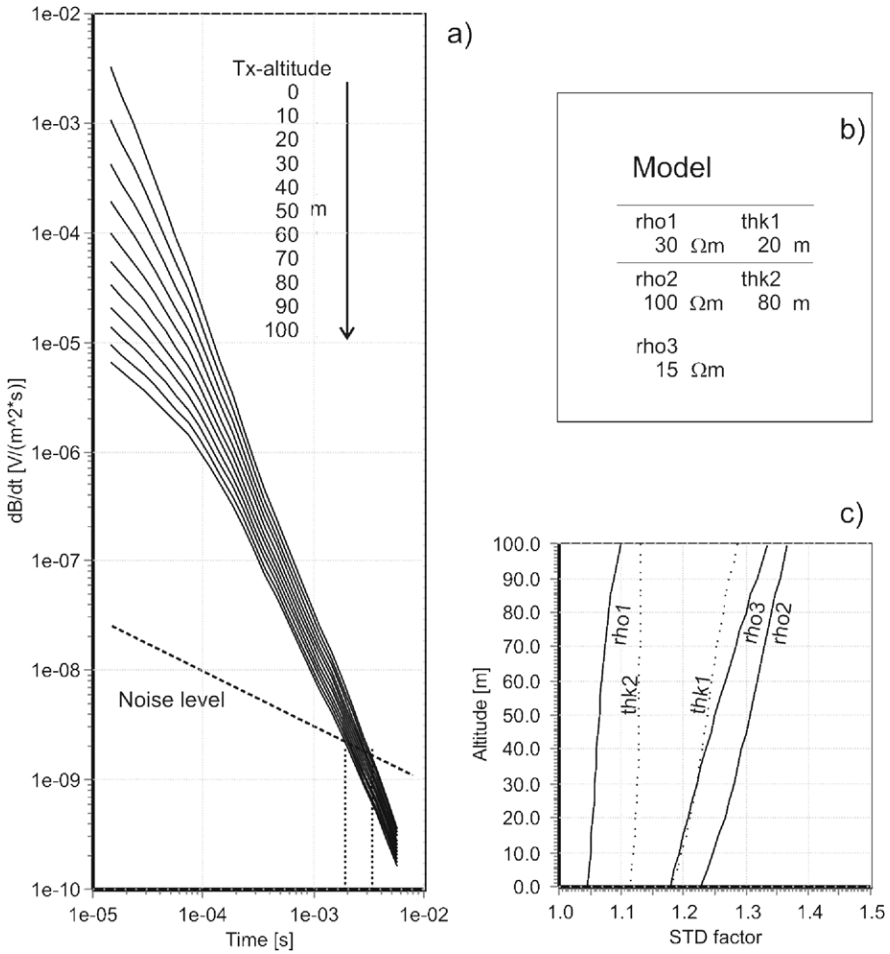 a)
1e-02
1e-03
1e-04
1e-05
1e-06
1e-07
1e-08
1e-09
1e-10
dB/dt [V/(m^2*s)]
Tx-altitude
0
10
20
30
40
50 m
60
70
80
90
100
Noise level
1e-05 1e-04 1e-03 1e-02
Time [s]
b)
Model
rho1 thk1
30 Ωm 20 m
rho2 thk2
100 Ωm 80 m
rho3
15 Ωm
c)
100.0
90.0
80.0
70.0
60.0
50.0
40.0
30.0
20.0
10.0
0.0
Altitude [m]
rho1
thk2
thk1
rho3
rho2
1.0 1.1 1.2 1.3 1.4 1.5
STD factor